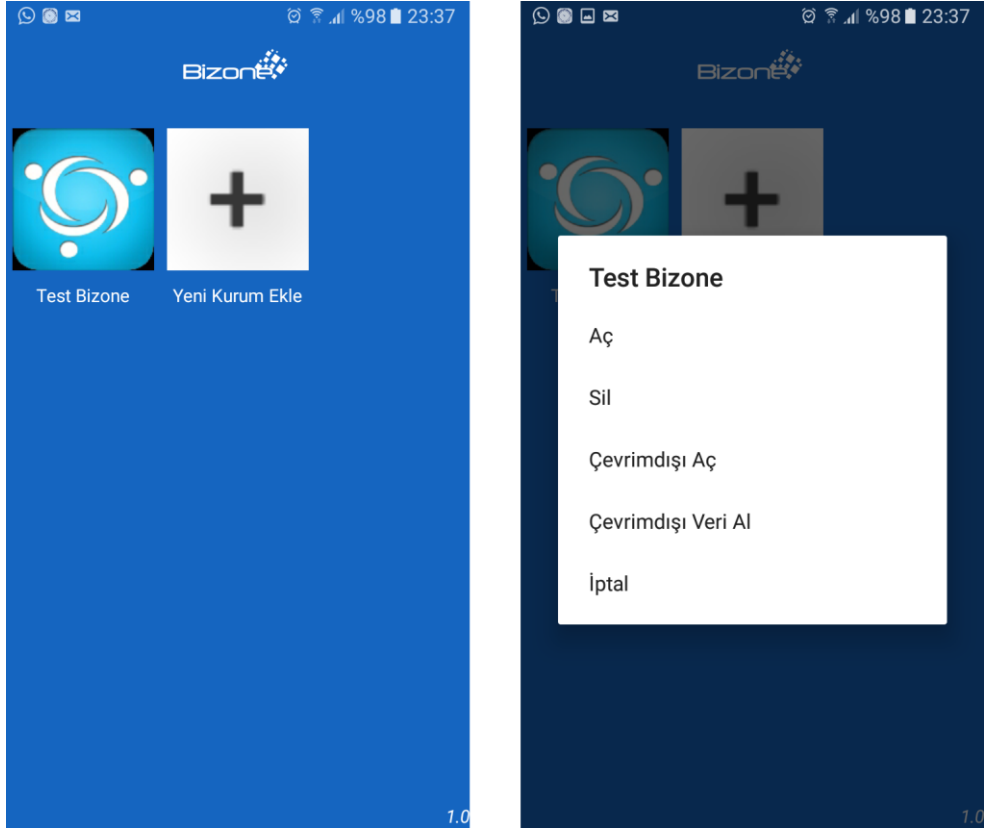 %98 23:37
Bizone
Test Bizone
Yeni Kurum Ekle
1.0
%98 23:37
Bizone
T
Test Bizone
Aç
Sil
Çevrimdışı Aç
Çevrimdışı Veri Al
İptal
1.0